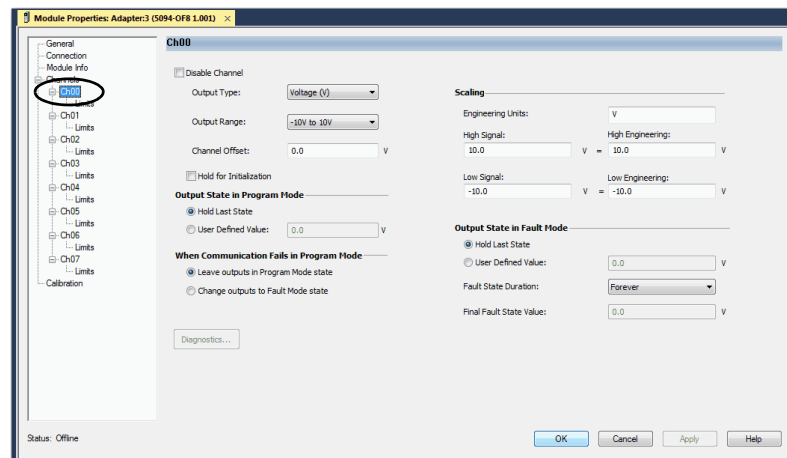 Module Properties: Adapter:3 (5094-OF8 1.001) ×
General
Connection
Module Info
Channels
Ch00
Limits
Ch01
Limits
Ch02
Limits
Ch03
Limits
Ch04
Limits
Ch05
Limits
Ch06
Limits
Ch07
Limits
Calibration
Ch00
Disable Channel
Output Type: Voltage (V)
Output Range: -10V to 10V
Channel Offset: 0.0 V
Hold for Initialization
Output State in Program Mode
Hold Last State
User Defined Value: 0.0 V
When Communication Fails in Program Mode
Leave outputs in Program Mode state
Change outputs to Fault Mode state
Diagnostics...
Scaling
Engineering Units: V
High Signal: High Engineering:
10.0 V = 10.0 V
Low Signal: Low Engineering:
-10.0 V = -10.0 V
Output State in Fault Mode
Hold Last State
User Defined Value: 0.0 V
Fault State Duration: Forever
Final Fault State Value: 0.0 V
Status: Offline
OK Cancel Apply Help